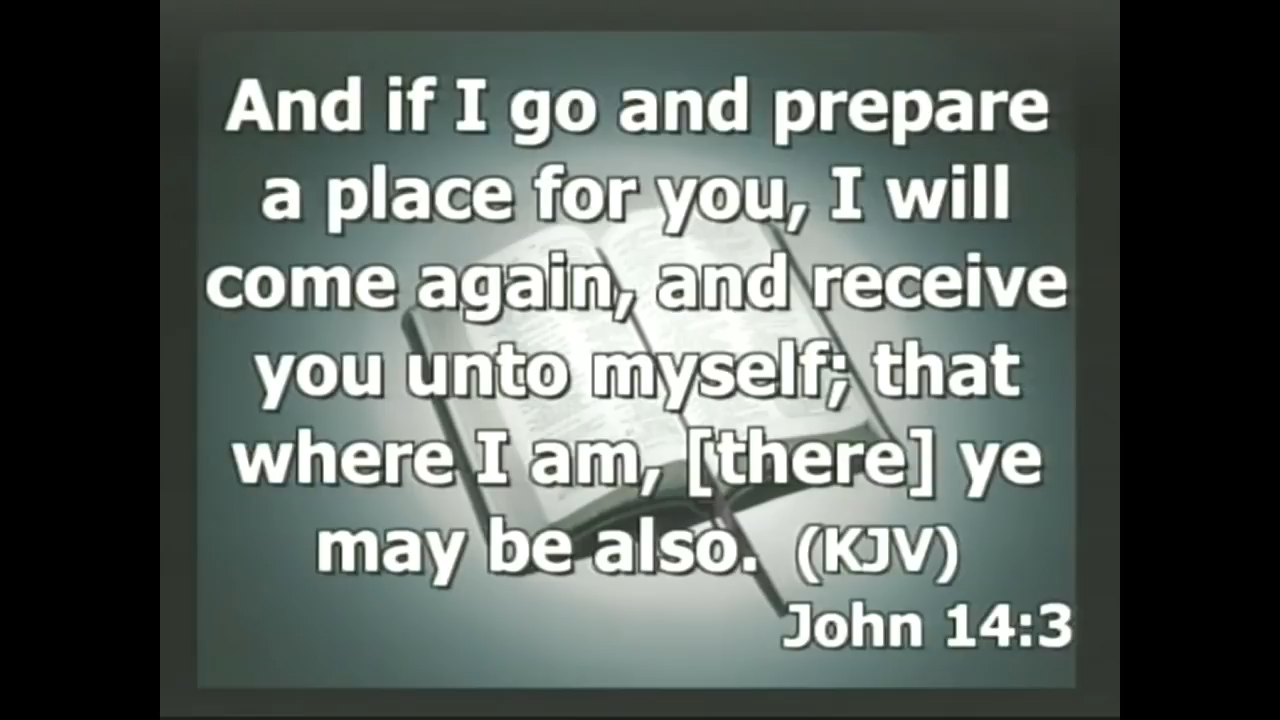 And if I go and prepare
a place for you, I will
come again, and receive
you unto myself; that
where I am, [there] ye
may be also. (KJV)
John 14:3